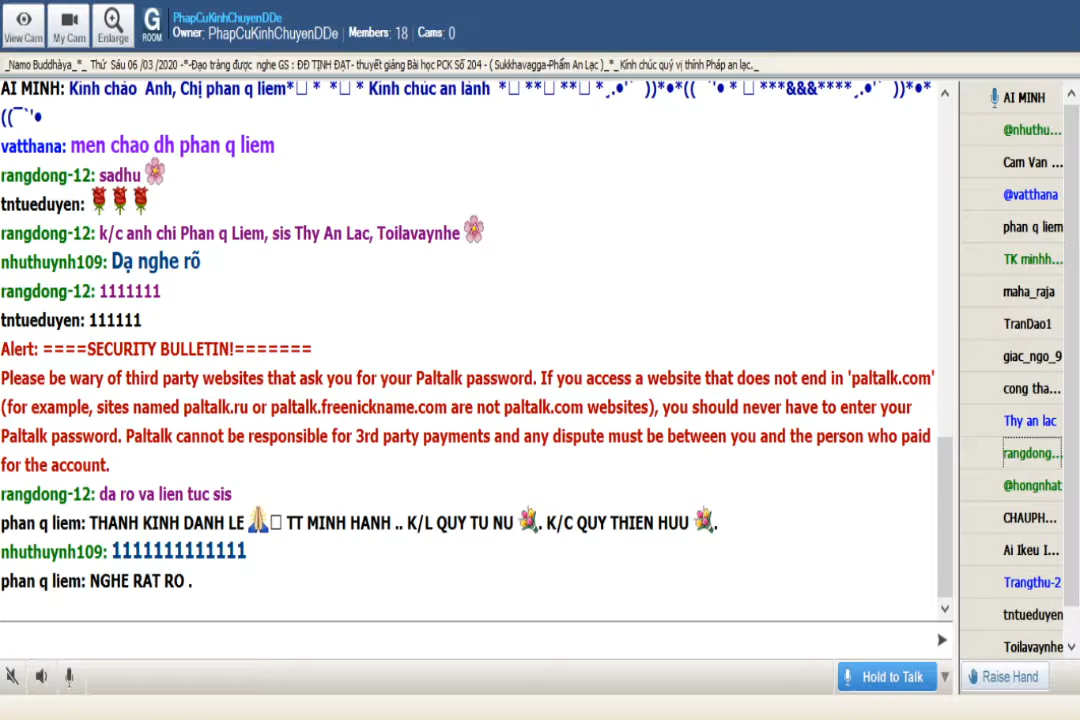 PhapCuKinhChuyenDDe
Owner: PhapCuKinhChuyenDDe Members: 18 Cams: 0
View Cam
My Cam
Enlarge
G
ROOM
_Namo Buddhàya_*_ Thứ Sáu 06 /03 /2020 -*-Đạo tràng được nghe GS : ĐĐ TỊNH ĐẠT- thuyết giảng Bài học PCK Số 204 - ( Sukkhavagga-Phẩm An Lạc )_*_Kính chúc quý vị thính Pháp an lạc._
AI MINH: Kính chào Anh, Chị phan q liem*□ * *□ * Kính chúc an lành *□ **□ **□ *¸.•'´ ))*•*(( ¨`'• * □ ***&&&****¸.•'´ ))*•*
((¯¨`'•
vatthana: men chao dh phan q liem
rangdong-12: sadhu 🌸
tntueduyen: 🌹🌹🌹
rangdong-12: k/c anh chi Phan q Liem, sis Thy An Lac, Toilavaynhe 🌸
nhuthuynh109: Dạ nghe rõ
rangdong-12: 1111111
tntueduyen: 111111
Alert: ====SECURITY BULLETIN!=======
Please be wary of third party websites that ask you for your Paltalk password. If you access a website that does not end in 'paltalk.com'
(for example, sites named paltalk.ru or paltalk.freenickname.com are not paltalk.com websites), you should never have to enter your
Paltalk password. Paltalk cannot be responsible for 3rd party payments and any dispute must be between you and the person who paid
for the account.
rangdong-12: da ro va lien tuc sis
phan q liem: THANH KINH DANH LE 🙏□ TT MINH HANH .. K/L QUY TU NU 💐. K/C QUY THIEN HUU 💐.
nhuthuynh109: 1111111111111
phan q liem: NGHE RAT RO .
AI MINH
@nhuthu...
Cam Van ...
@vatthana
phan q liem
TK minhh...
maha_raja
TranDao1
giac_ngo_9
cong tha...
Thy an lac
rangdong...
@hongnhat
CHAUPH...
Ai Ikeu I...
Trangthu-2
tntueduyen
Toilavaynhe
Hold to Talk
Raise Hand